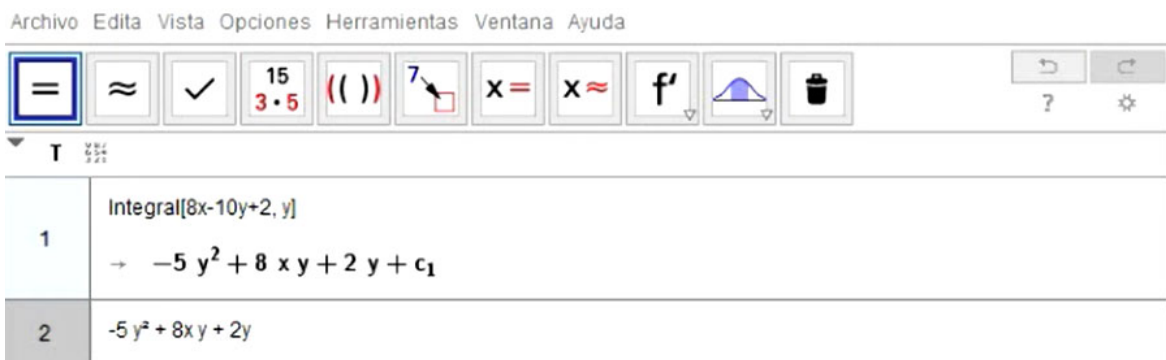 Archivo Edita Vista Opciones Herramientas Ventana Ayuda
= ≈ ✓ 15 3·5 (( )) 7 x = x ≈ f′
?
T
1 Integral[8x-10y+2, y]
→ −5 y² + 8 x y + 2 y + c₁
2 -5 y² + 8x y + 2y